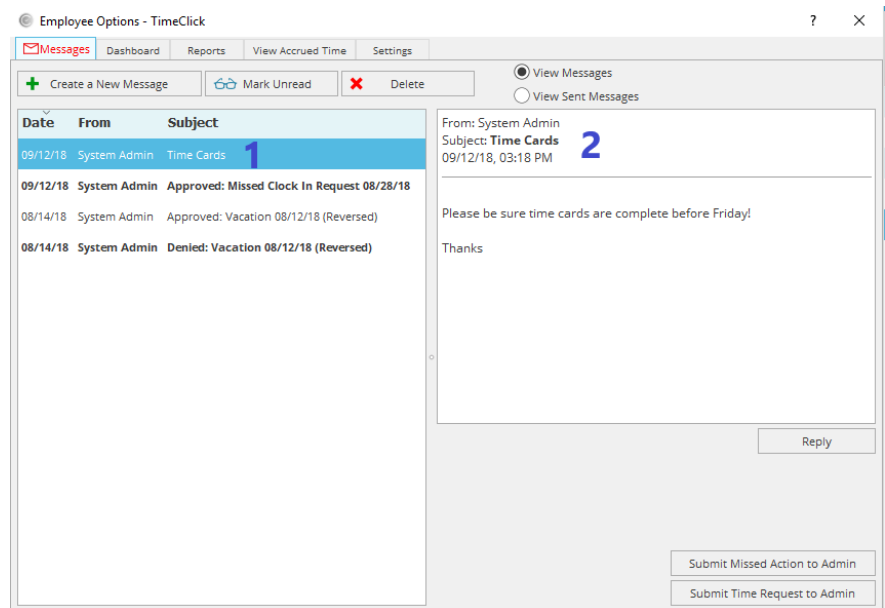 Employee Options - TimeClick
? ×
Messages Dashboard Reports View Accrued Time Settings
Create a New Message Mark Unread Delete
View Messages
View Sent Messages
Date From Subject
09/12/18 System Admin Time Cards 1
09/12/18 System Admin Approved: Missed Clock In Request 08/28/18
08/14/18 System Admin Approved: Vacation 08/12/18 (Reversed)
08/14/18 System Admin Denied: Vacation 08/12/18 (Reversed)
From: System Admin
Subject: Time Cards 2
09/12/18, 03:18 PM
Please be sure time cards are complete before Friday!
Thanks
Reply
Submit Missed Action to Admin
Submit Time Request to Admin